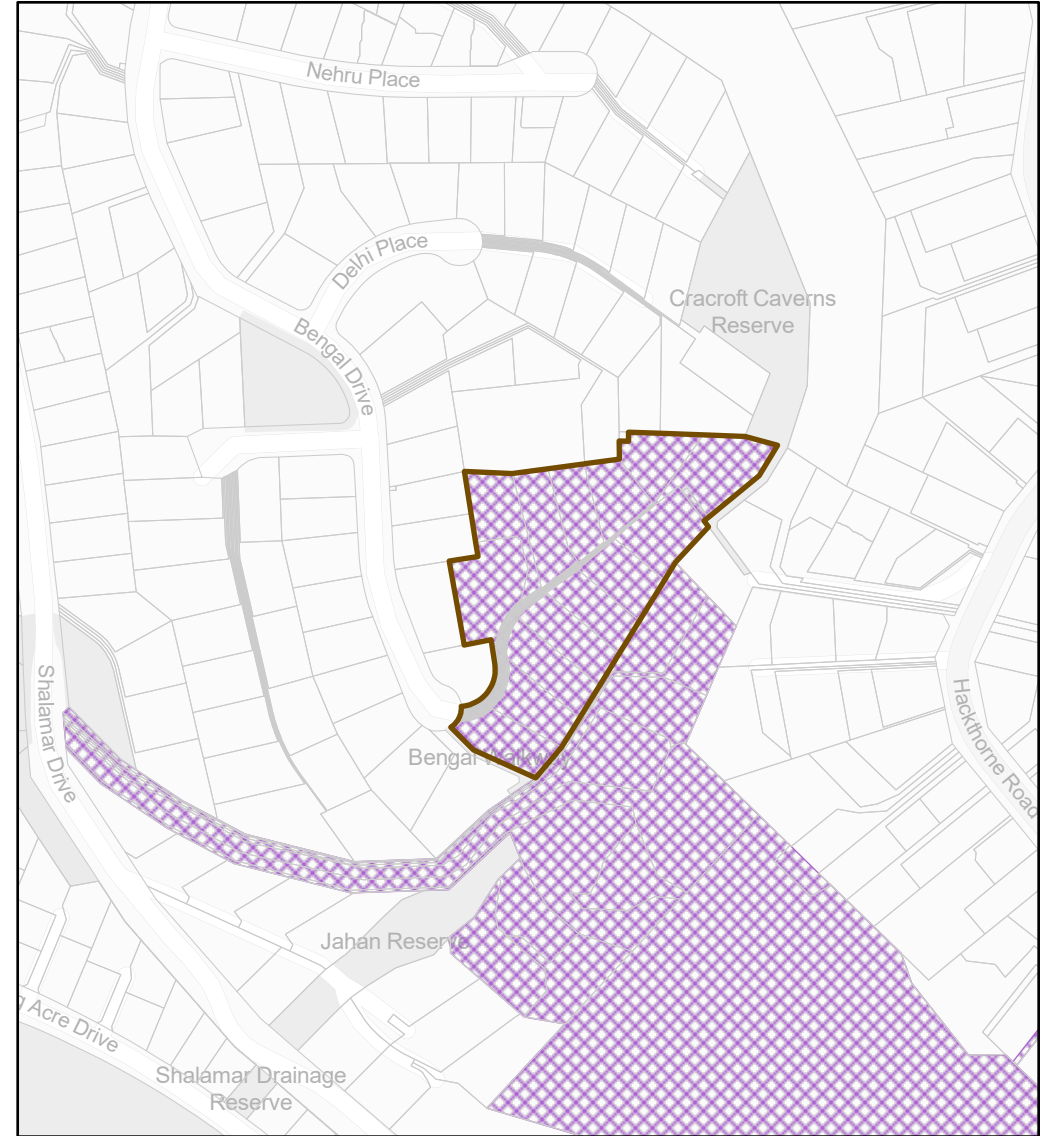 Nehru Place
Delhi Place
Cracroft Caverns
Reserve
Bengal Drive
Shalamar Drive
Hackthorne Road
Bengal Walkway
Jahan Reserve
g Acre Drive
Shalamar Drainage
Reserve